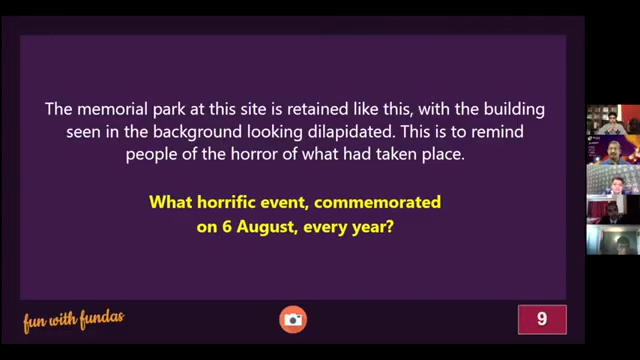 The memorial park at this site is retained like this, with the building
seen in the background looking dilapidated. This is to remind
people of the horror of what had taken place.
What horrific event, commemorated
on 6 August, every year?
fun with fundas
9